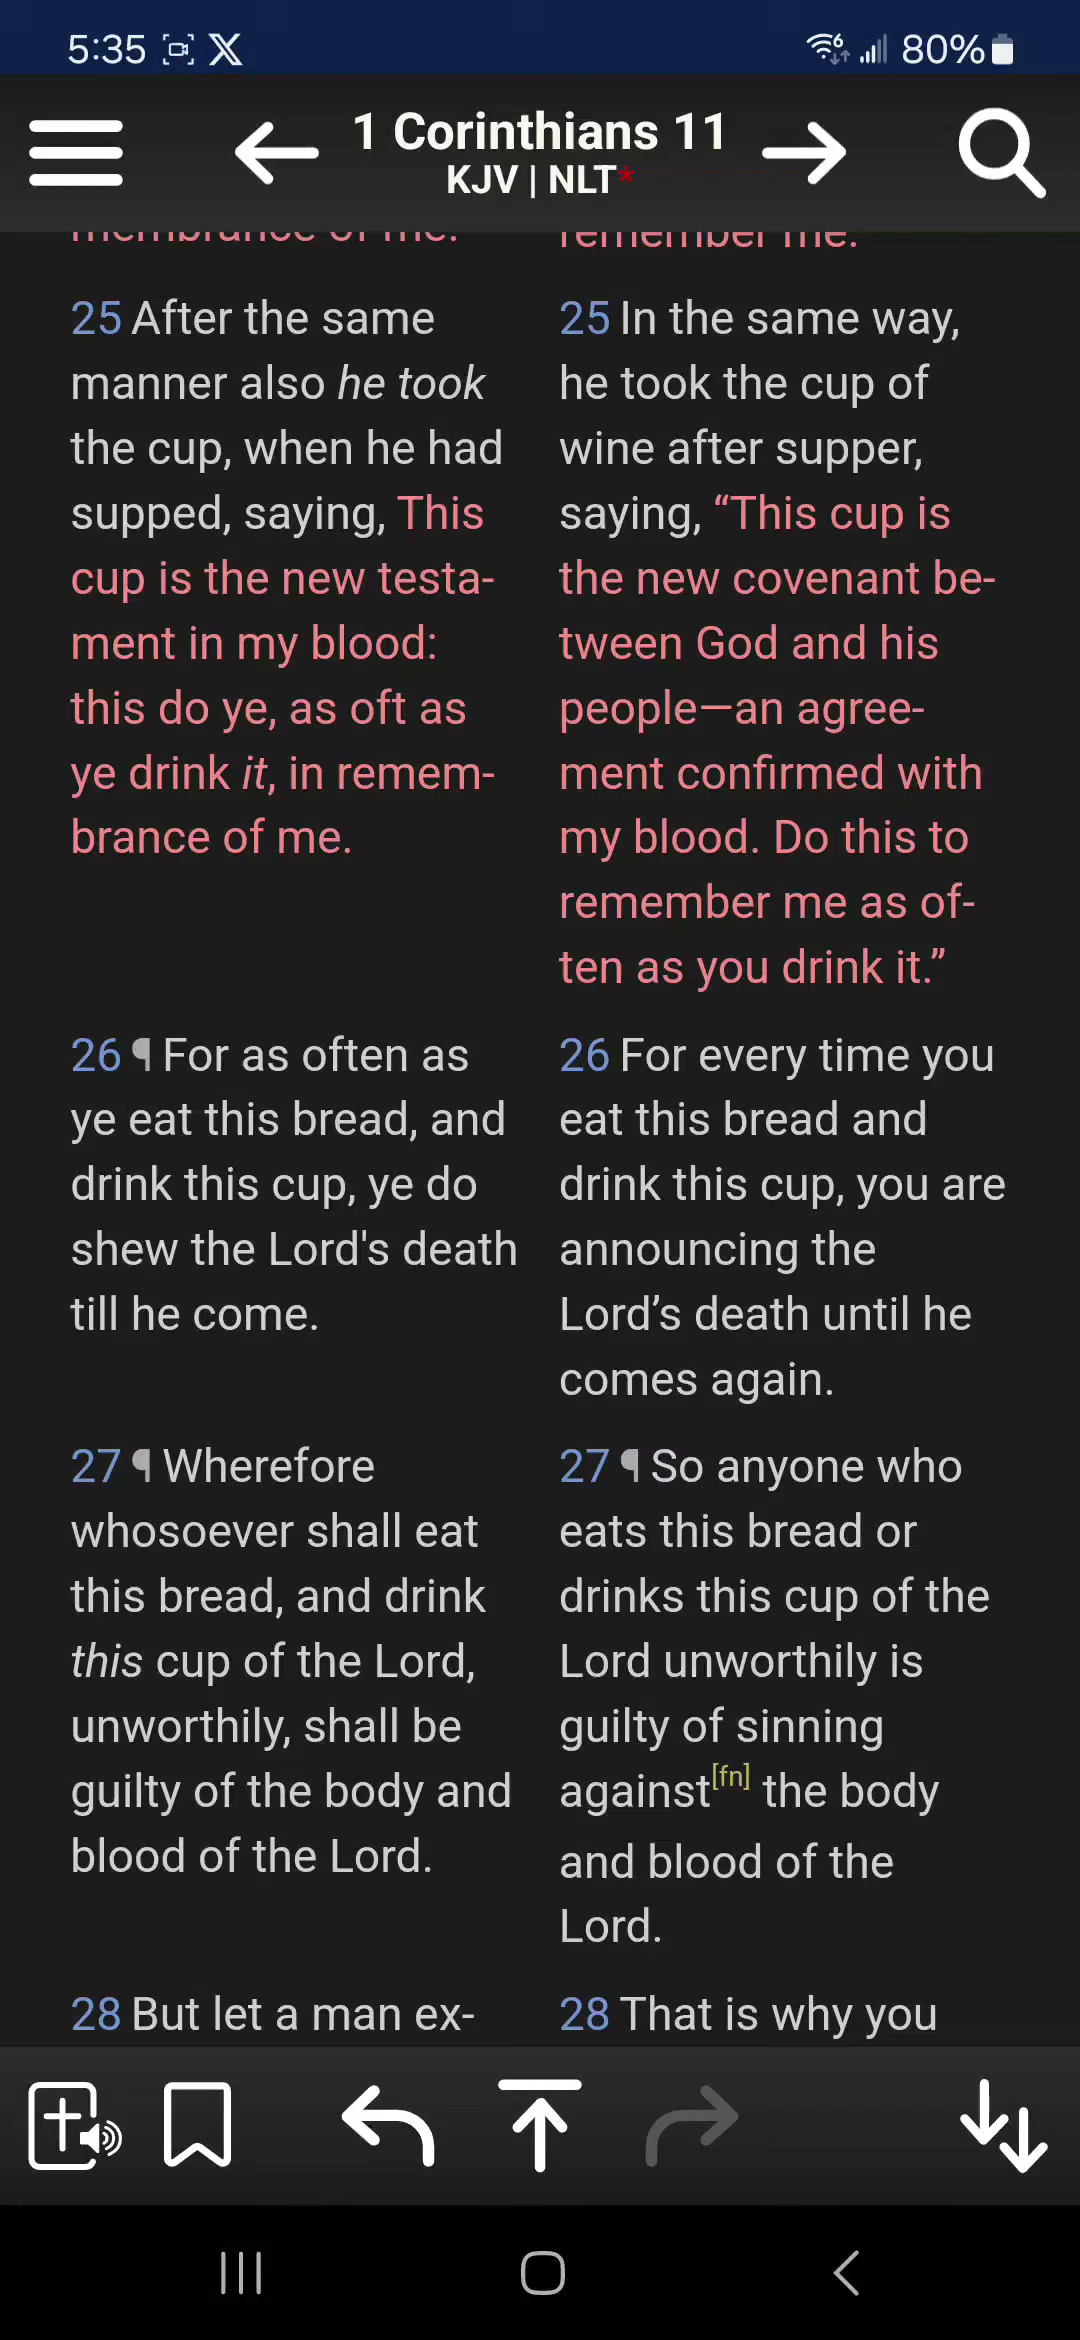 5:35
6
80%
1 Corinthians 11
KJV | NLT*
membrance of me.
25 After the same
manner also he took
the cup, when he had
supped, saying, This
cup is the new testa-
ment in my blood:
this do ye, as oft as
ye drink it, in remem-
brance of me.
26 ¶ For as often as
ye eat this bread, and
drink this cup, ye do
shew the Lord's death
till he come.
27 ¶ Wherefore
whosoever shall eat
this bread, and drink
this cup of the Lord,
unworthily, shall be
guilty of the body and
blood of the Lord.
28 But let a man ex-
remember me.
25 In the same way,
he took the cup of
wine after supper,
saying, “This cup is
the new covenant be-
tween God and his
people—an agree-
ment confirmed with
my blood. Do this to
remember me as of-
ten as you drink it.”
26 For every time you
eat this bread and
drink this cup, you are
announcing the
Lord’s death until he
comes again.
27 ¶ So anyone who
eats this bread or
drinks this cup of the
Lord unworthily is
guilty of sinning
against[fn] the body
and blood of the
Lord.
28 That is why you